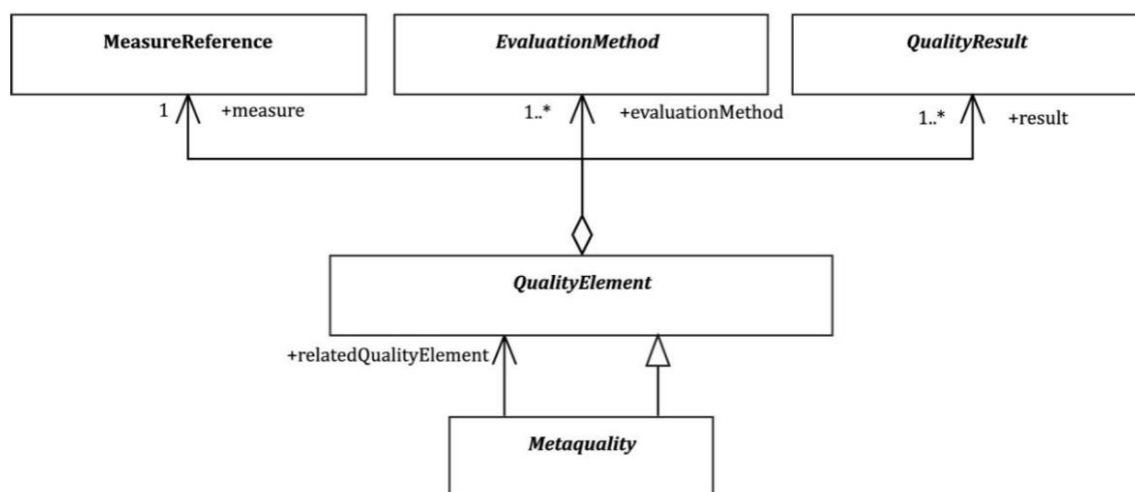 MeasureReference
EvaluationMethod
QualityResult
1
+measure
1..*
+evaluationMethod
1..*
+result
QualityElement
+relatedQualityElement
Metaquality